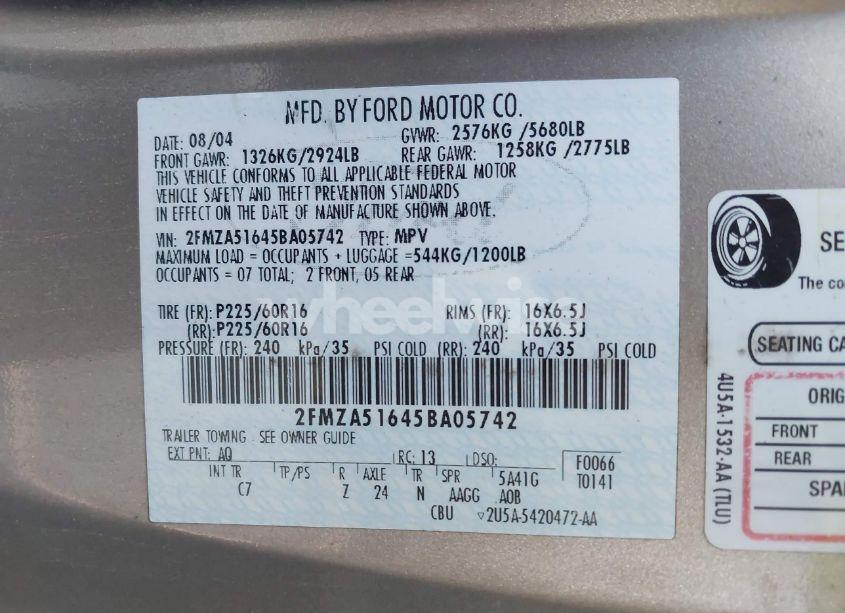 MFD. BY FORD MOTOR CO.
DATE: 08/04 GVWR: 2576KG /5680LB
FRONT GAWR: 1326KG/2924LB REAR GAWR: 1258KG /2775LB
THIS VEHICLE CONFORMS TO ALL APPLICABLE FEDERAL MOTOR
VEHICLE SAFETY AND THEFT PREVENTION STANDARDS
IN EFFECT ON THE DATE OF MANUFACTURE SHOWN ABOVE.
VIN: 2FMZA51645BA05742 TYPE: MPV
MAXIMUM LOAD = OCCUPANTS + LUGGAGE =544KG/1200LB
OCCUPANTS = 07 TOTAL; 2 FRONT, 05 REAR
TIRE (FR): P225/60R16 RIMS (FR): 16X6.5J
(RR): P225/60R16 (RR): 16X6.5J
PRESSURE (FR): 240 kPa/35 PSI COLD (RR): 240 kPa/35 PSI COLD
2FMZA51645BA05742
TRAILER TOWING - SEE OWNER GUIDE
EXT PNT: AQ RC: 13 DSO: F0066
INT TR TP/PS R AXLE TR SPR 5A41G T0141
C7 Z 24 N AAGG AOB
CBU 2U5A-5420472-AA
SE
The co
SEATING CA
ORIG
FRONT
REAR
SPA
4U5A-1532-AA (TLU)